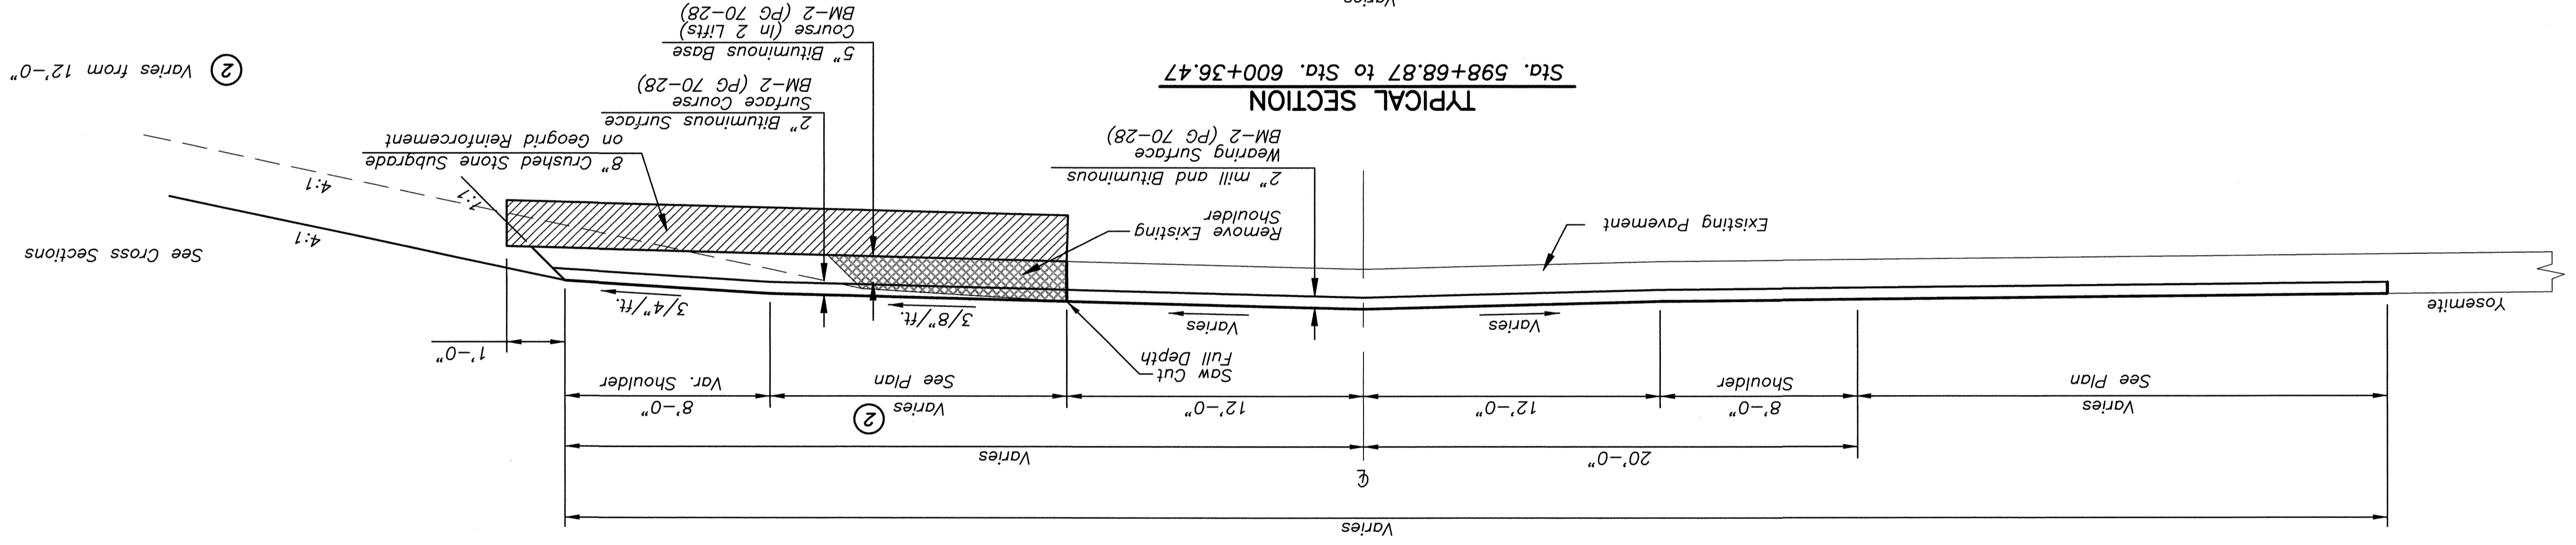 Varies
℄
20'-0"
Varies
Varies
See Plan
8'-0"
Shoulder
12'-0"
12'-0"
Varies
②
See Plan
8'-0"
Var. Shoulder
1'-0"
Saw Cut
Full Depth
Yosemite
Varies
Varies
3/8"/ft.
3/4"/ft.
Existing Pavement
Remove Existing
Shoulder
2" mill and Bituminous
Wearing Surface
BM-2 (PG 70-28)
4:1
See Cross Sections
1:1
4:1
8" Crushed Stone Subgrade
on Geogrid Reinforcement
2" Bituminous Surface
Surface Course
BM-2 (PG 70-28)
5" Bituminous Base
Course (In 2 Lifts)
BM-2 (PG 70-28)
TYPICAL SECTION
Sta. 598+68.87 to Sta. 600+36.47
② Varies from 12'-0"
Varies